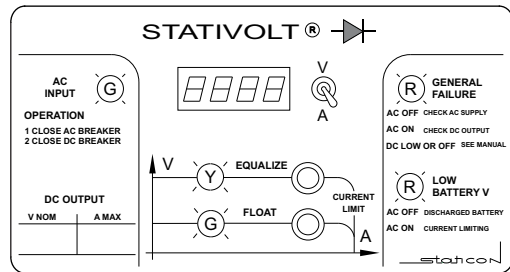 STATIVOLT ®
AC
INPUT
G
OPERATION
1 CLOSE AC BREAKER
2 CLOSE DC BREAKER
DC OUTPUT
V NOM A MAX
8888
V
A
V
Y
EQUALIZE
G
FLOAT
CURRENT
LIMIT
A
R
GENERAL
FAILURE
AC OFF CHECK AC SUPPLY
AC ON CHECK DC OUTPUT
DC LOW OR OFF SEE MANUAL
R
LOW
BATTERY V
AC OFF DISCHARGED BATTERY
AC ON CURRENT LIMITING
staticon